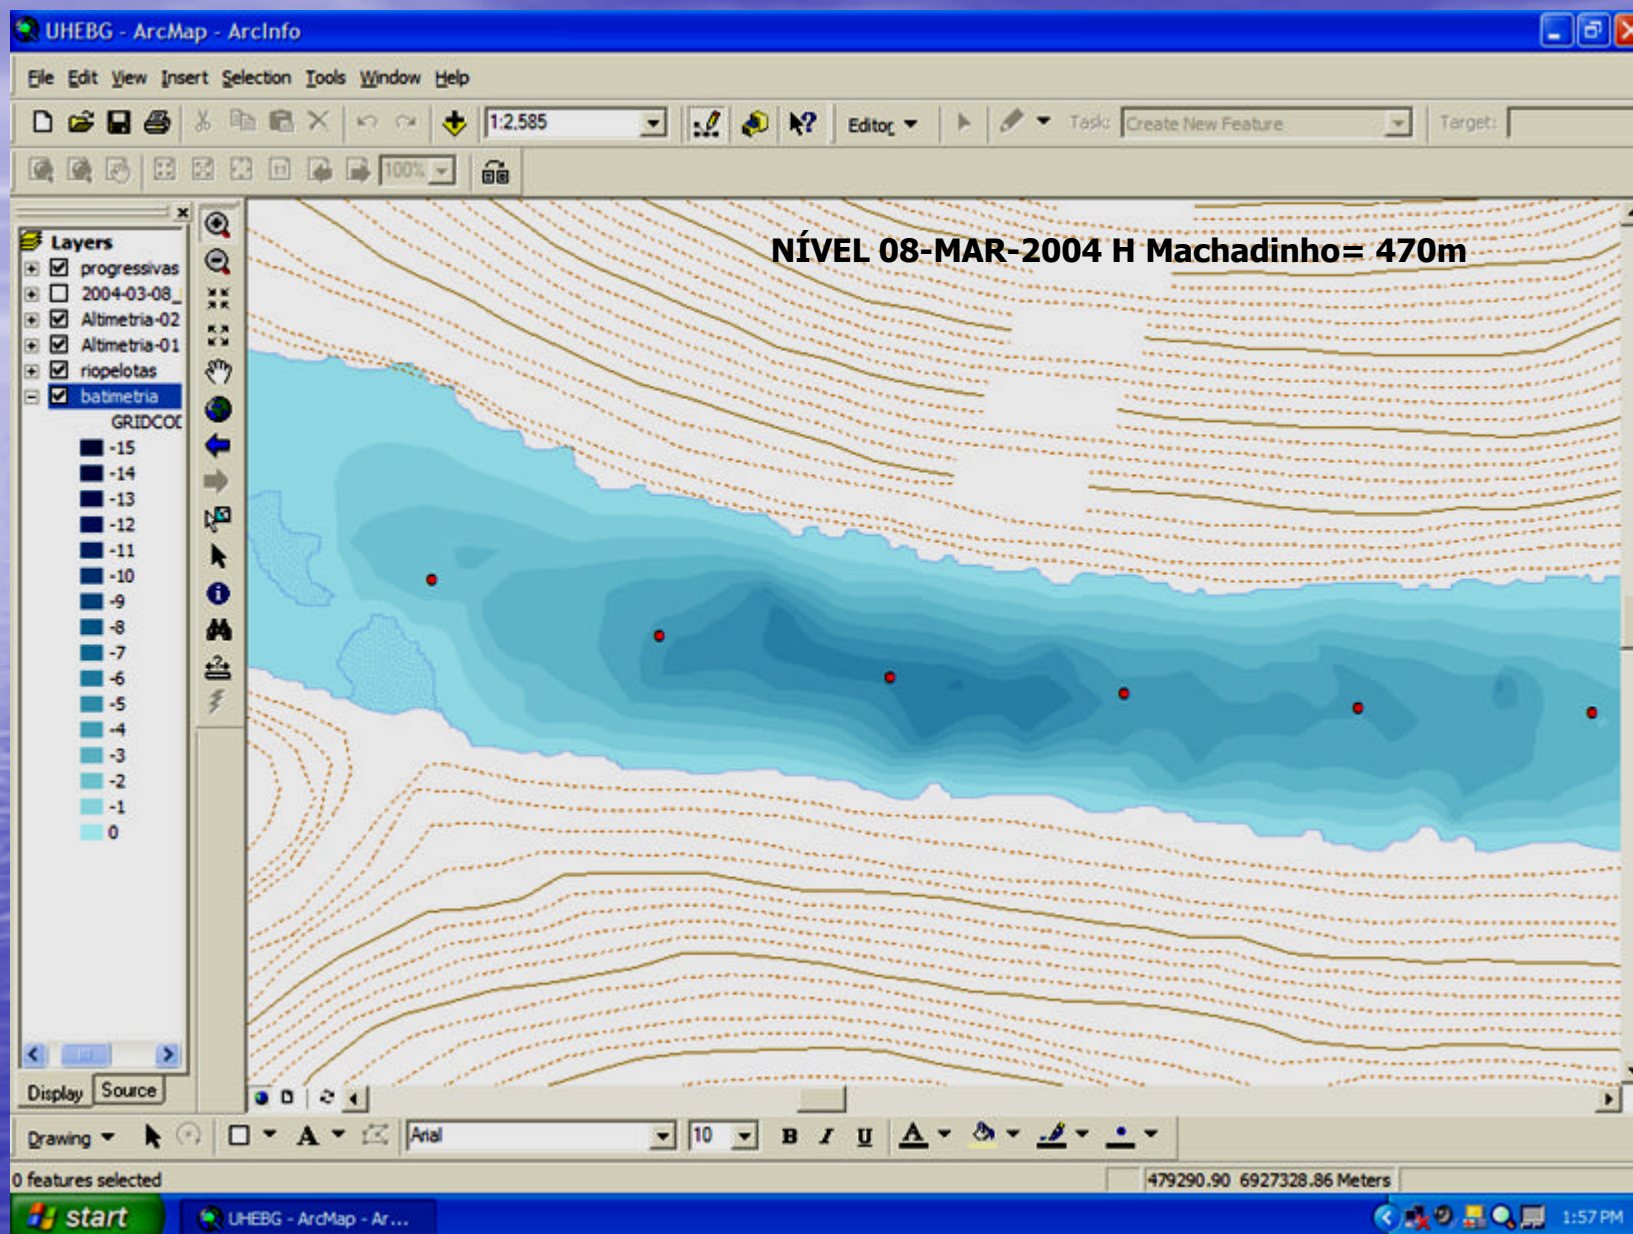 UHEBG - ArcMap - ArcInfo
File Edit View Insert Selection Tools Window Help
1:2,585
Editor
Task: Create New Feature
Target:
100%
Layers
progressivas
2004-03-08_
Altimetria-02
Altimetria-01
riopelotas
batimetria
GRIDCOD
-15
-14
-13
-12
-11
-10
-9
-8
-7
-6
-5
-4
-3
-2
-1
0
NÍVEL 08-MAR-2004 H Machadinho= 470m
Display Source
Drawing
A
Arial
10
B I U A
0 features selected
479290.90 6927328.86 Meters
start
UHEBG - ArcMap - Ar...
1:57 PM